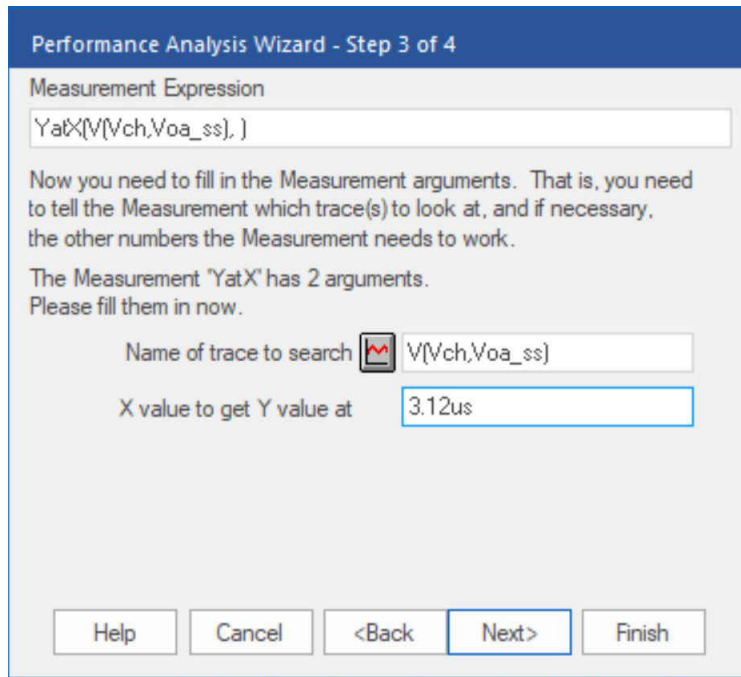 Performance Analysis Wizard - Step 3 of 4
Measurement Expression
YatX(V(Vch,Voa_ss), )
Now you need to fill in the Measurement arguments. That is, you need
to tell the Measurement which trace(s) to look at, and if necessary,
the other numbers the Measurement needs to work.
The Measurement 'YatX' has 2 arguments.
Please fill them in now.
Name of trace to search V(Vch,Voa_ss)
X value to get Y value at 3.12us
Help Cancel <Back Next> Finish